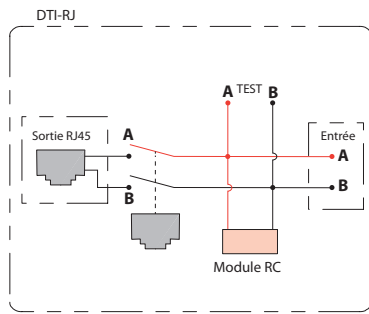 DTI-RJ
A TEST B
Sortie RJ45
A
Entrée
A
B
B
Module RC